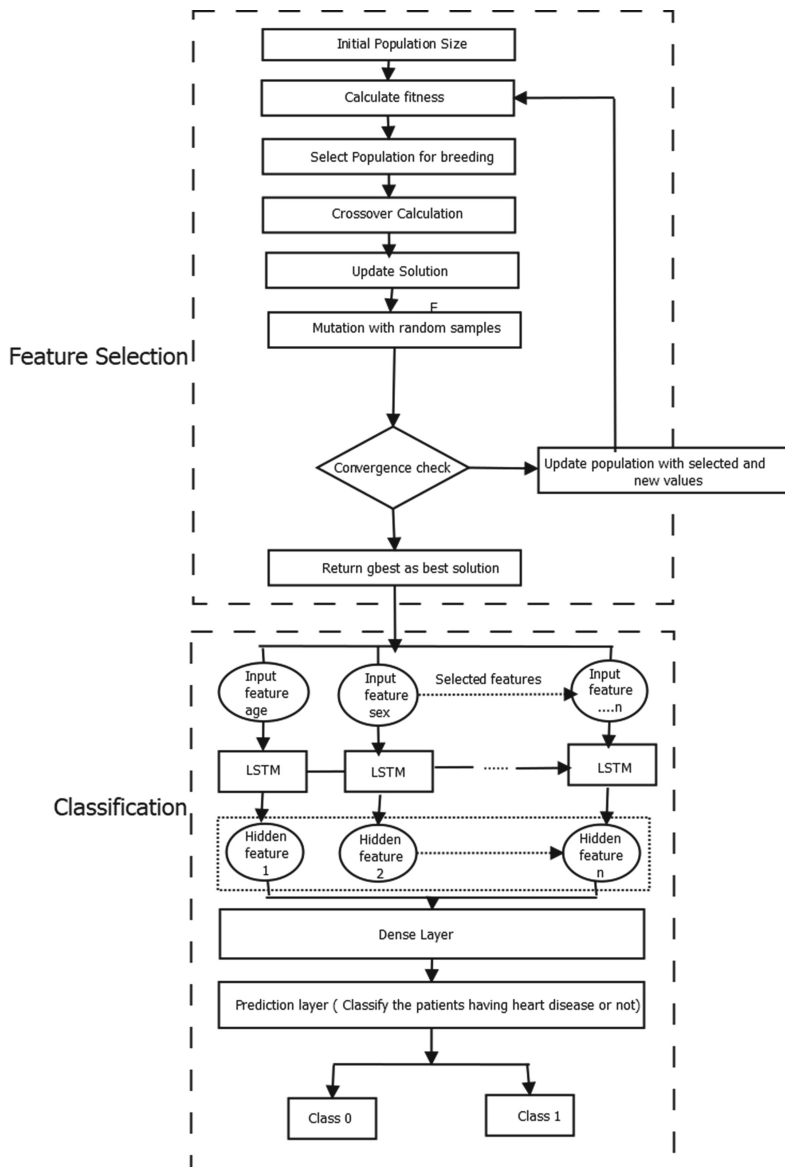 Initial Population Size
Calculate fitness
Select Population for breeding
Crossover Calculation
Update Solution
Mutation with random samples
Feature Selection
Convergence check
Update population with selected and
new values
Return gbest as best solution
Input
feature
age
Input
feature
sex
Selected features
Input
feature
....n
LSTM
LSTM
......
LSTM
Classification
Hidden
feature
1
Hidden
feature
2
Hidden
feature
n
Dense Layer
Prediction layer ( Classify the patients having heart disease or not)
Class 0
Class 1